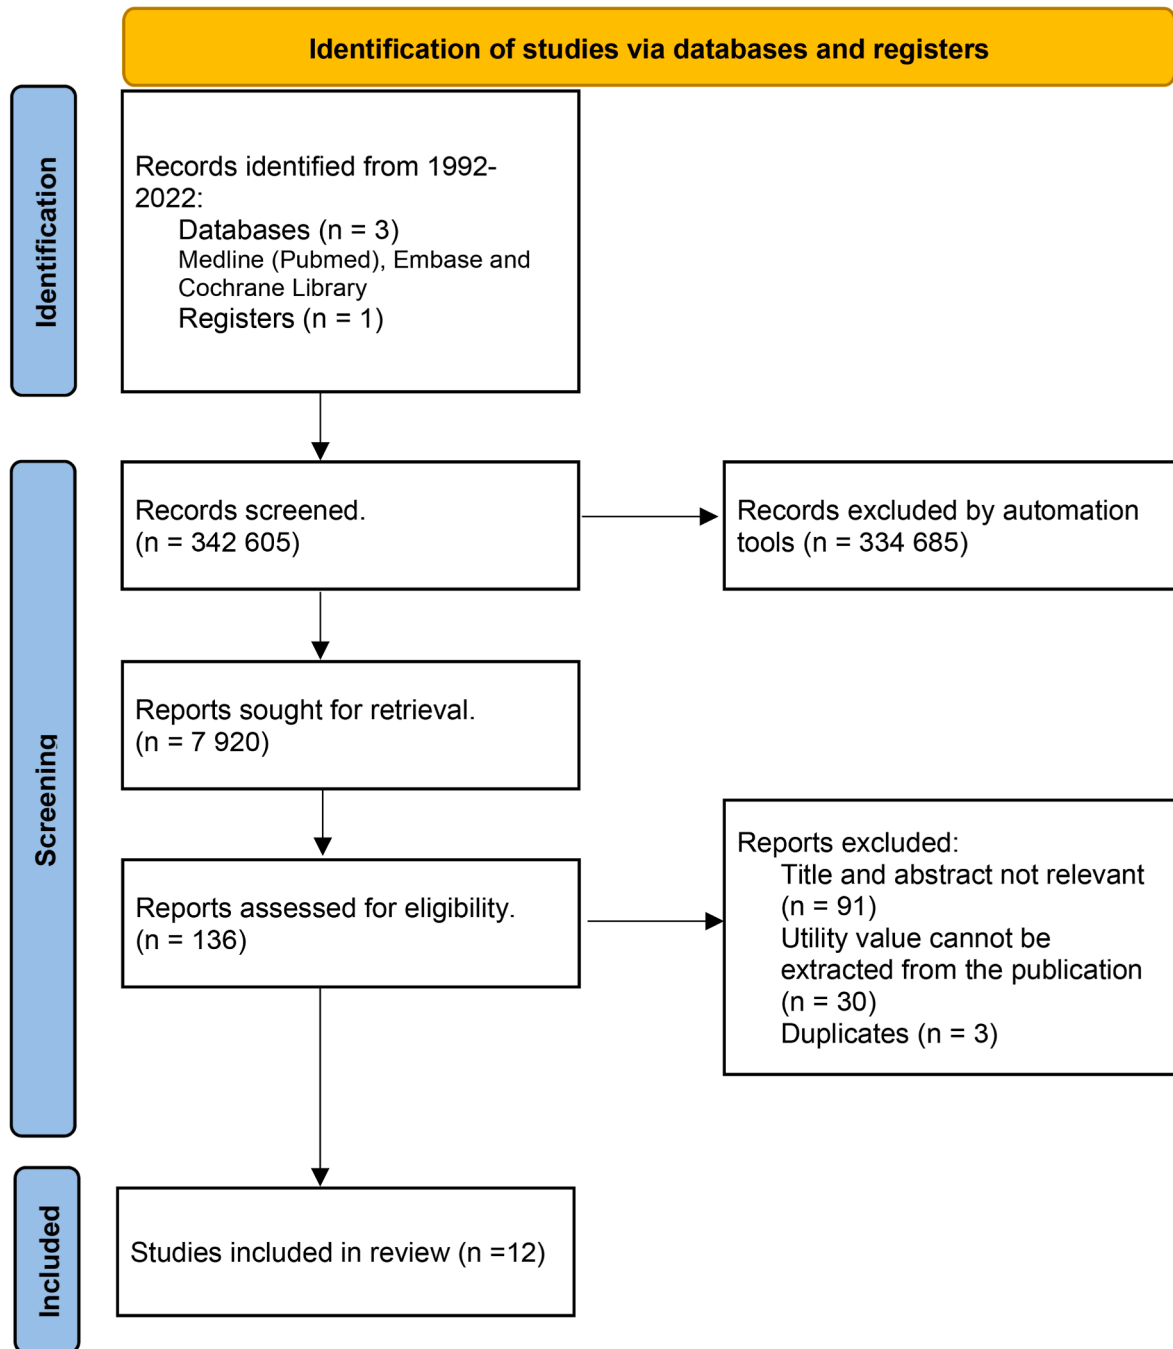 Identification of studies via databases and registers
Identification
Records identified from 1992-
2022:
Databases (n = 3)
Medline (Pubmed), Embase and
Cochrane Library
Registers (n = 1)
Screening
Records screened.
(n = 342 605)
Records excluded by automation
tools (n = 334 685)
Reports sought for retrieval.
(n = 7 920)
Reports assessed for eligibility.
(n = 136)
Reports excluded:
Title and abstract not relevant
(n = 91)
Utility value cannot be
extracted from the publication
(n = 30)
Duplicates (n = 3)
Included
Studies included in review (n =12)